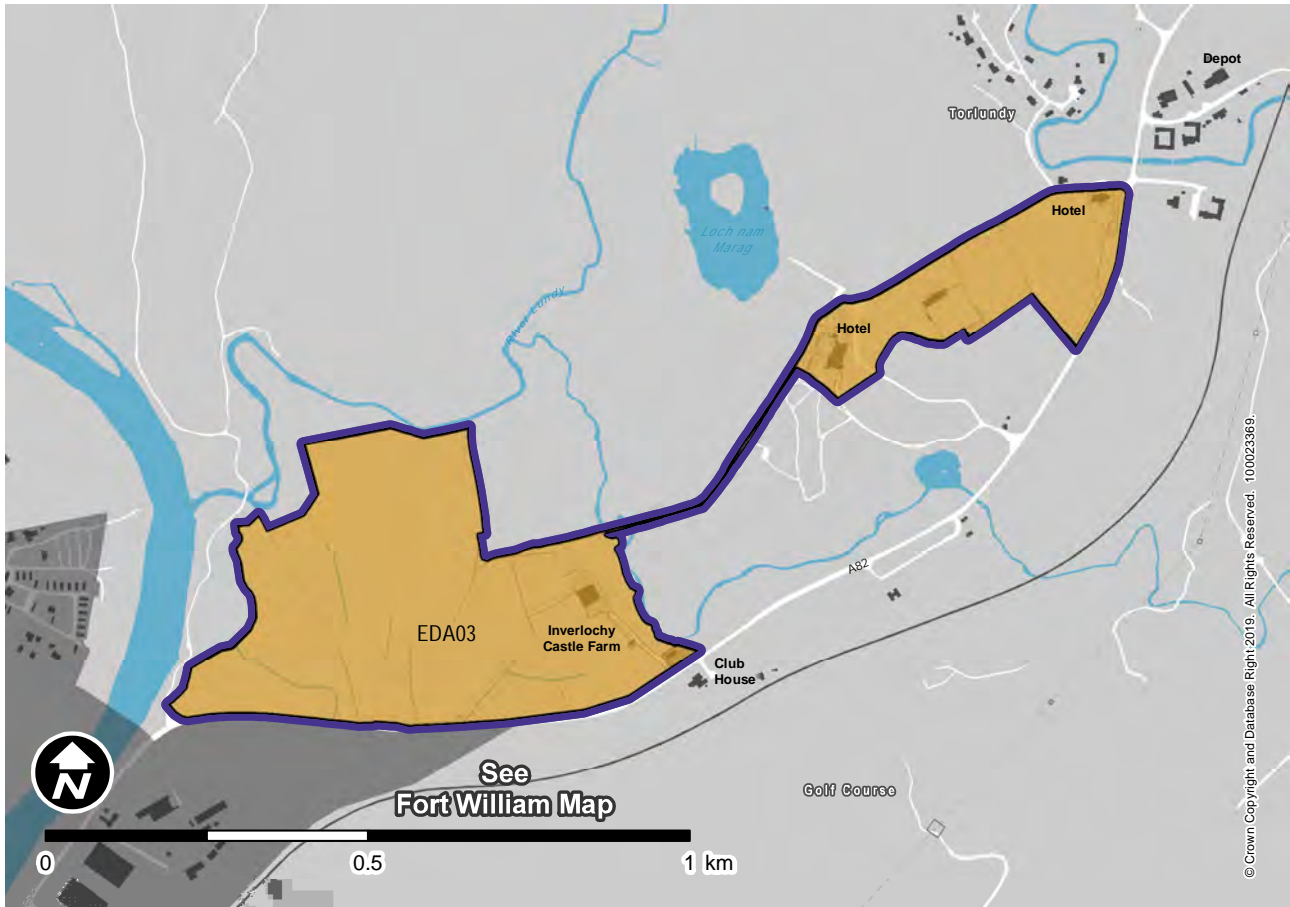 Depot
Torlundy
Hotel
Loch nam
Marag
River Lundy
Hotel
A82
EDA03
Inverlochy
Castle Farm
Club
House
See
Fort William Map
Golf Course
N
0
0.5
1 km
© Crown Copyright and Database Right 2019. All Rights Reserved. 100023369.